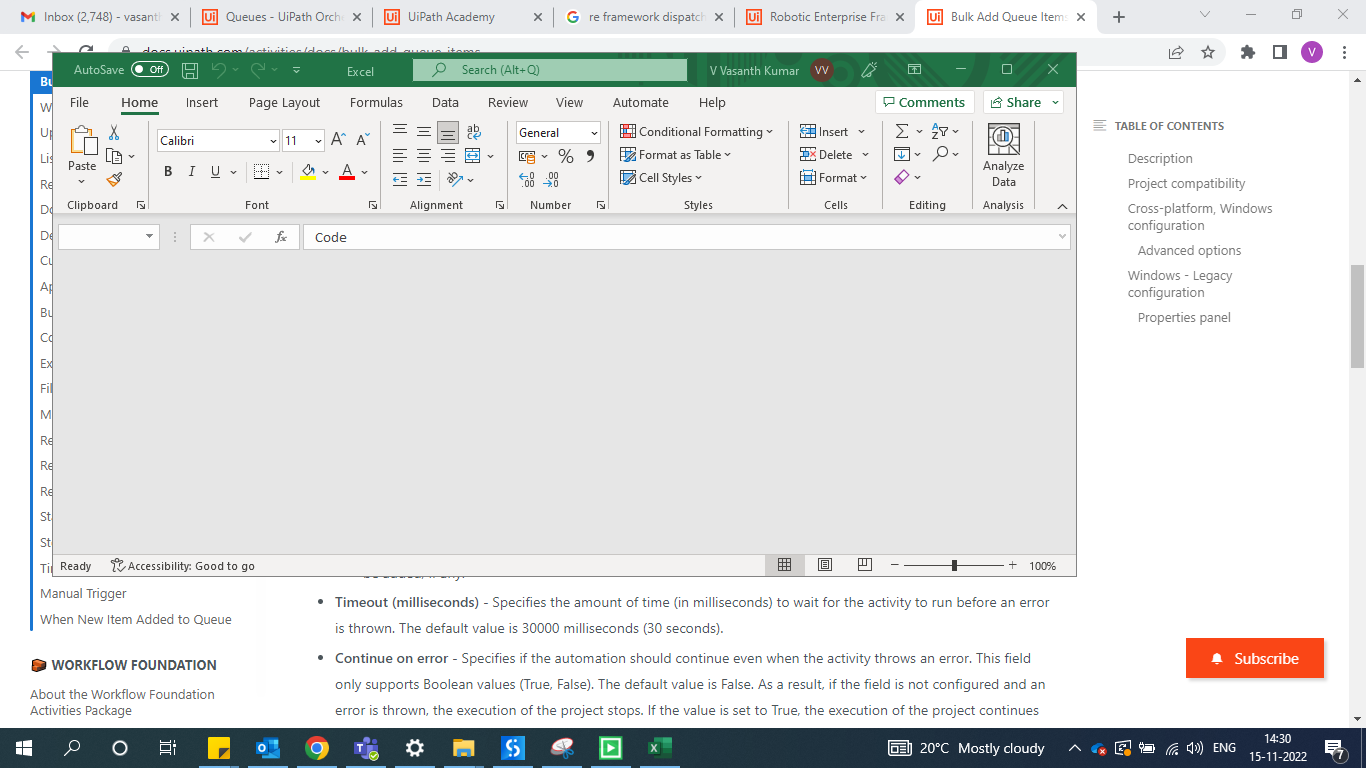 Inbox (2,748) - vasanth
Queues - UiPath Orche
UiPath Academy
re framework dispatch
Robotic Enterprise Fra
Bulk Add Queue Items
docs.uipath.com/activities/docs/bulk-add-queue-items
V
AutoSave Off
Excel
Search (Alt+Q)
V Vasanth Kumar
VV
File Home Insert Page Layout Formulas Data Review View Automate Help
Comments
Share
Paste
Clipboard
Calibri
11
B I U
A
Font
Alignment
General
Number
Conditional Formatting
Format as Table
Cell Styles
Styles
Insert
Delete
Format
Cells
Editing
Analyze
Data
Analysis
fx
Code
Ready
Accessibility: Good to go
100%
Bu
W
Up
Lis
Re
Do
De
Cu
Ap
Bu
Co
Ex
Fil
M
Re
Re
Re
Sta
Sto
Tir
Manual Trigger
When New Item Added to Queue
WORKFLOW FOUNDATION
About the Workflow Foundation
Activities Package
be added, if any.
• Timeout (milliseconds) - Specifies the amount of time (in milliseconds) to wait for the activity to run before an error
is thrown. The default value is 30000 milliseconds (30 seconds).
• Continue on error - Specifies if the automation should continue even when the activity throws an error. This field
only supports Boolean values (True, False). The default value is False. As a result, if the field is not configured and an
error is thrown, the execution of the project stops. If the value is set to True, the execution of the project continues
TABLE OF CONTENTS
Description
Project compatibility
Cross-platform, Windows
configuration
Advanced options
Windows - Legacy
configuration
Properties panel
Subscribe
20°C Mostly cloudy
ENG
14:30
15-11-2022
7